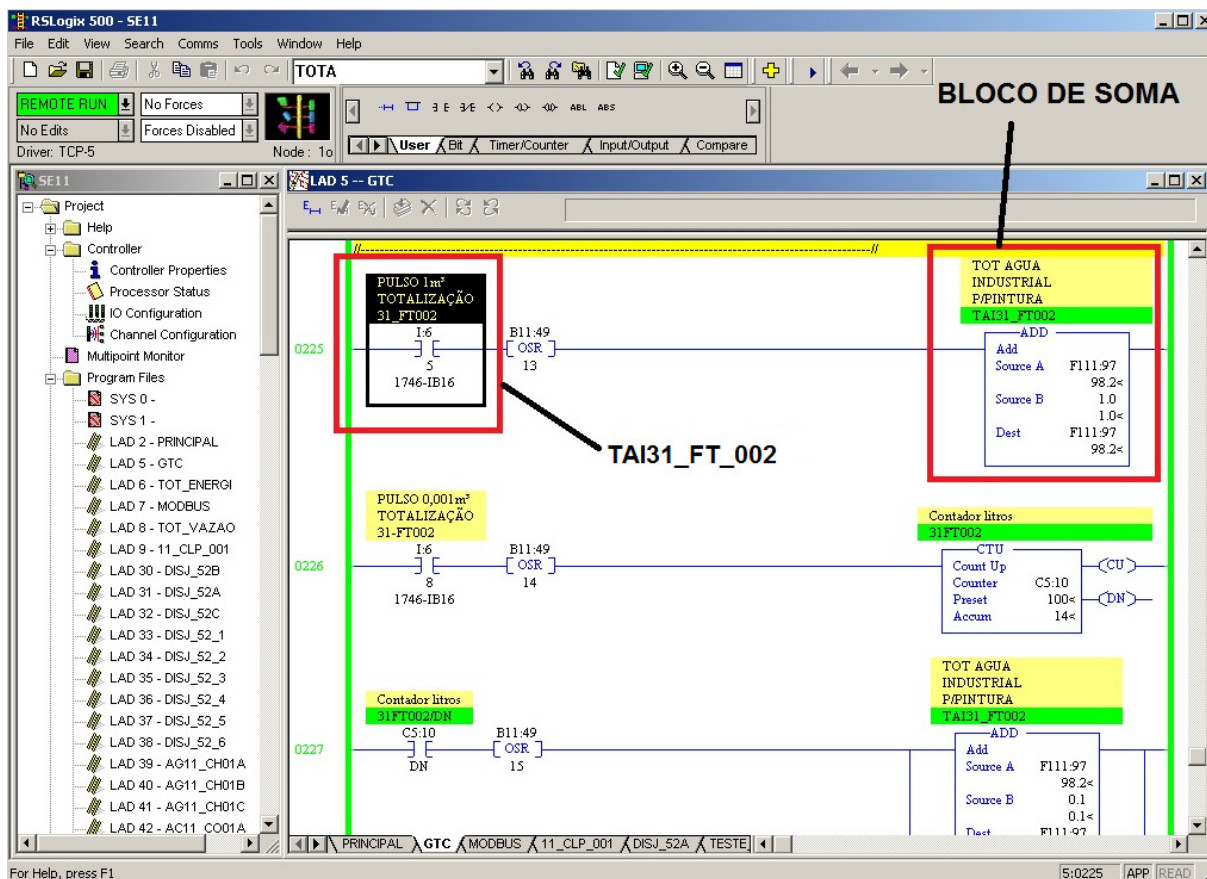 RSLogix 500 - SE11
File Edit View Search Comms Tools Window Help
TOTA
BLOCO DE SOMA
REMOTE RUN No Forces
No Edits Forces Disabled
Driver: TCP-5 Node : 1o
ABL ABS
User Bit Timer/Counter Input/Output Compare
SE11
Project
Help
Controller
Controller Properties
Processor Status
IO Configuration
Channel Configuration
Multipoint Monitor
Program Files
SYS 0 -
SYS 1 -
LAD 2 - PRINCIPAL
LAD 5 - GTC
LAD 6 - TOT_ENERGI
LAD 7 - MODBUS
LAD 8 - TOT_VAZAO
LAD 9 - 11_CLP_001
LAD 30 - DISJ_52B
LAD 31 - DISJ_52A
LAD 32 - DISJ_52C
LAD 33 - DISJ_52_1
LAD 34 - DISJ_52_2
LAD 35 - DISJ_52_3
LAD 36 - DISJ_52_4
LAD 37 - DISJ_52_5
LAD 38 - DISJ_52_6
LAD 39 - AG11_CH01A
LAD 40 - AG11_CH01B
LAD 41 - AG11_CH01C
LAD 42 - AC11_CO01A
LAD 5 -- GTC
PULSO 1m³
TOTALIZAÇÃO
31_FT002
I:6
5
1746-IB16
0225
B11:49
OSR
13
TOT AGUA
INDUSTRIAL
P/PINTURA
TAI31_FT002
ADD
Add
Source A F111:97
98.2<
Source B 1.0
1.0<
Dest F111:97
98.2<
TAI31_FT_002
PULSO 0,001m³
TOTALIZAÇÃO
31-FT002
I:6
8
1746-IB16
0226
B11:49
OSR
14
Contador litros
31FT002
CTU
Count Up
Counter C5:10
Preset 100<
Accum 14<
CU
DN
Contador litros
31FT002/DN
C5:10
DN
0227
B11:49
OSR
15
TOT AGUA
INDUSTRIAL
P/PINTURA
TAI31_FT002
ADD
Add
Source A F111:97
98.2<
Source B 0.1
0.1<
Dest F111:97
PRINCIPAL GTC MODBUS 11_CLP_001 DISJ_52A TESTE
For Help, press F1
5:0225 APP READ